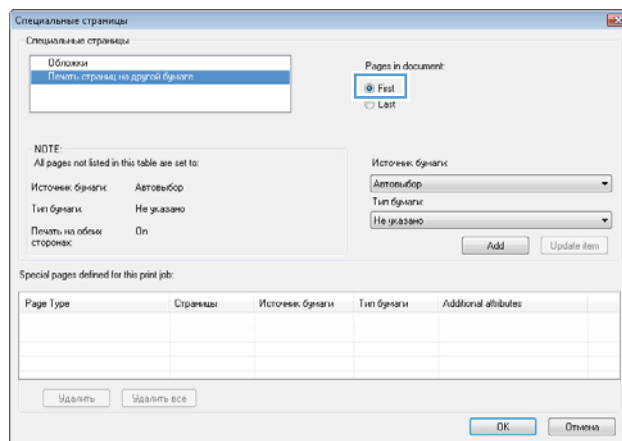 Специальные страницы
Специальные страницы
Обложки
Печать страниц на другой бумаге
Pages in document:
First
Last
NOTE:
All pages not listed in this table are set to:
Источник бумаги: Автовыбор
Тип бумаги: Не указано
Печать на обеих сторонах: On
Источник бумаги:
Автовыбор
Тип бумаги:
Не указано
Add Update item
Special pages defined for this print job:
Page Type Страницы Источник бумаги Тип бумаги Additional attributes
Удалить Удалить все
OK Отмена